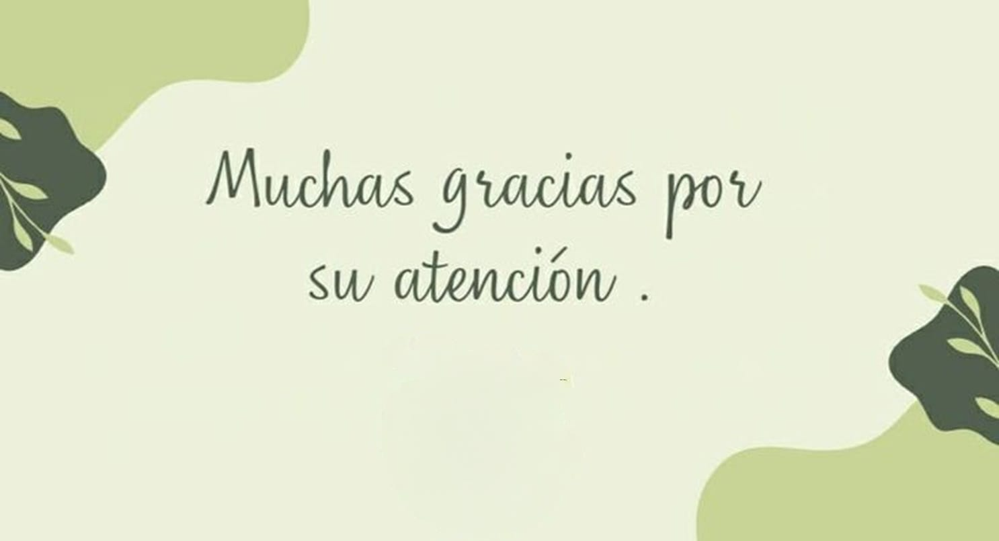 Muchas gracias por
su atención .